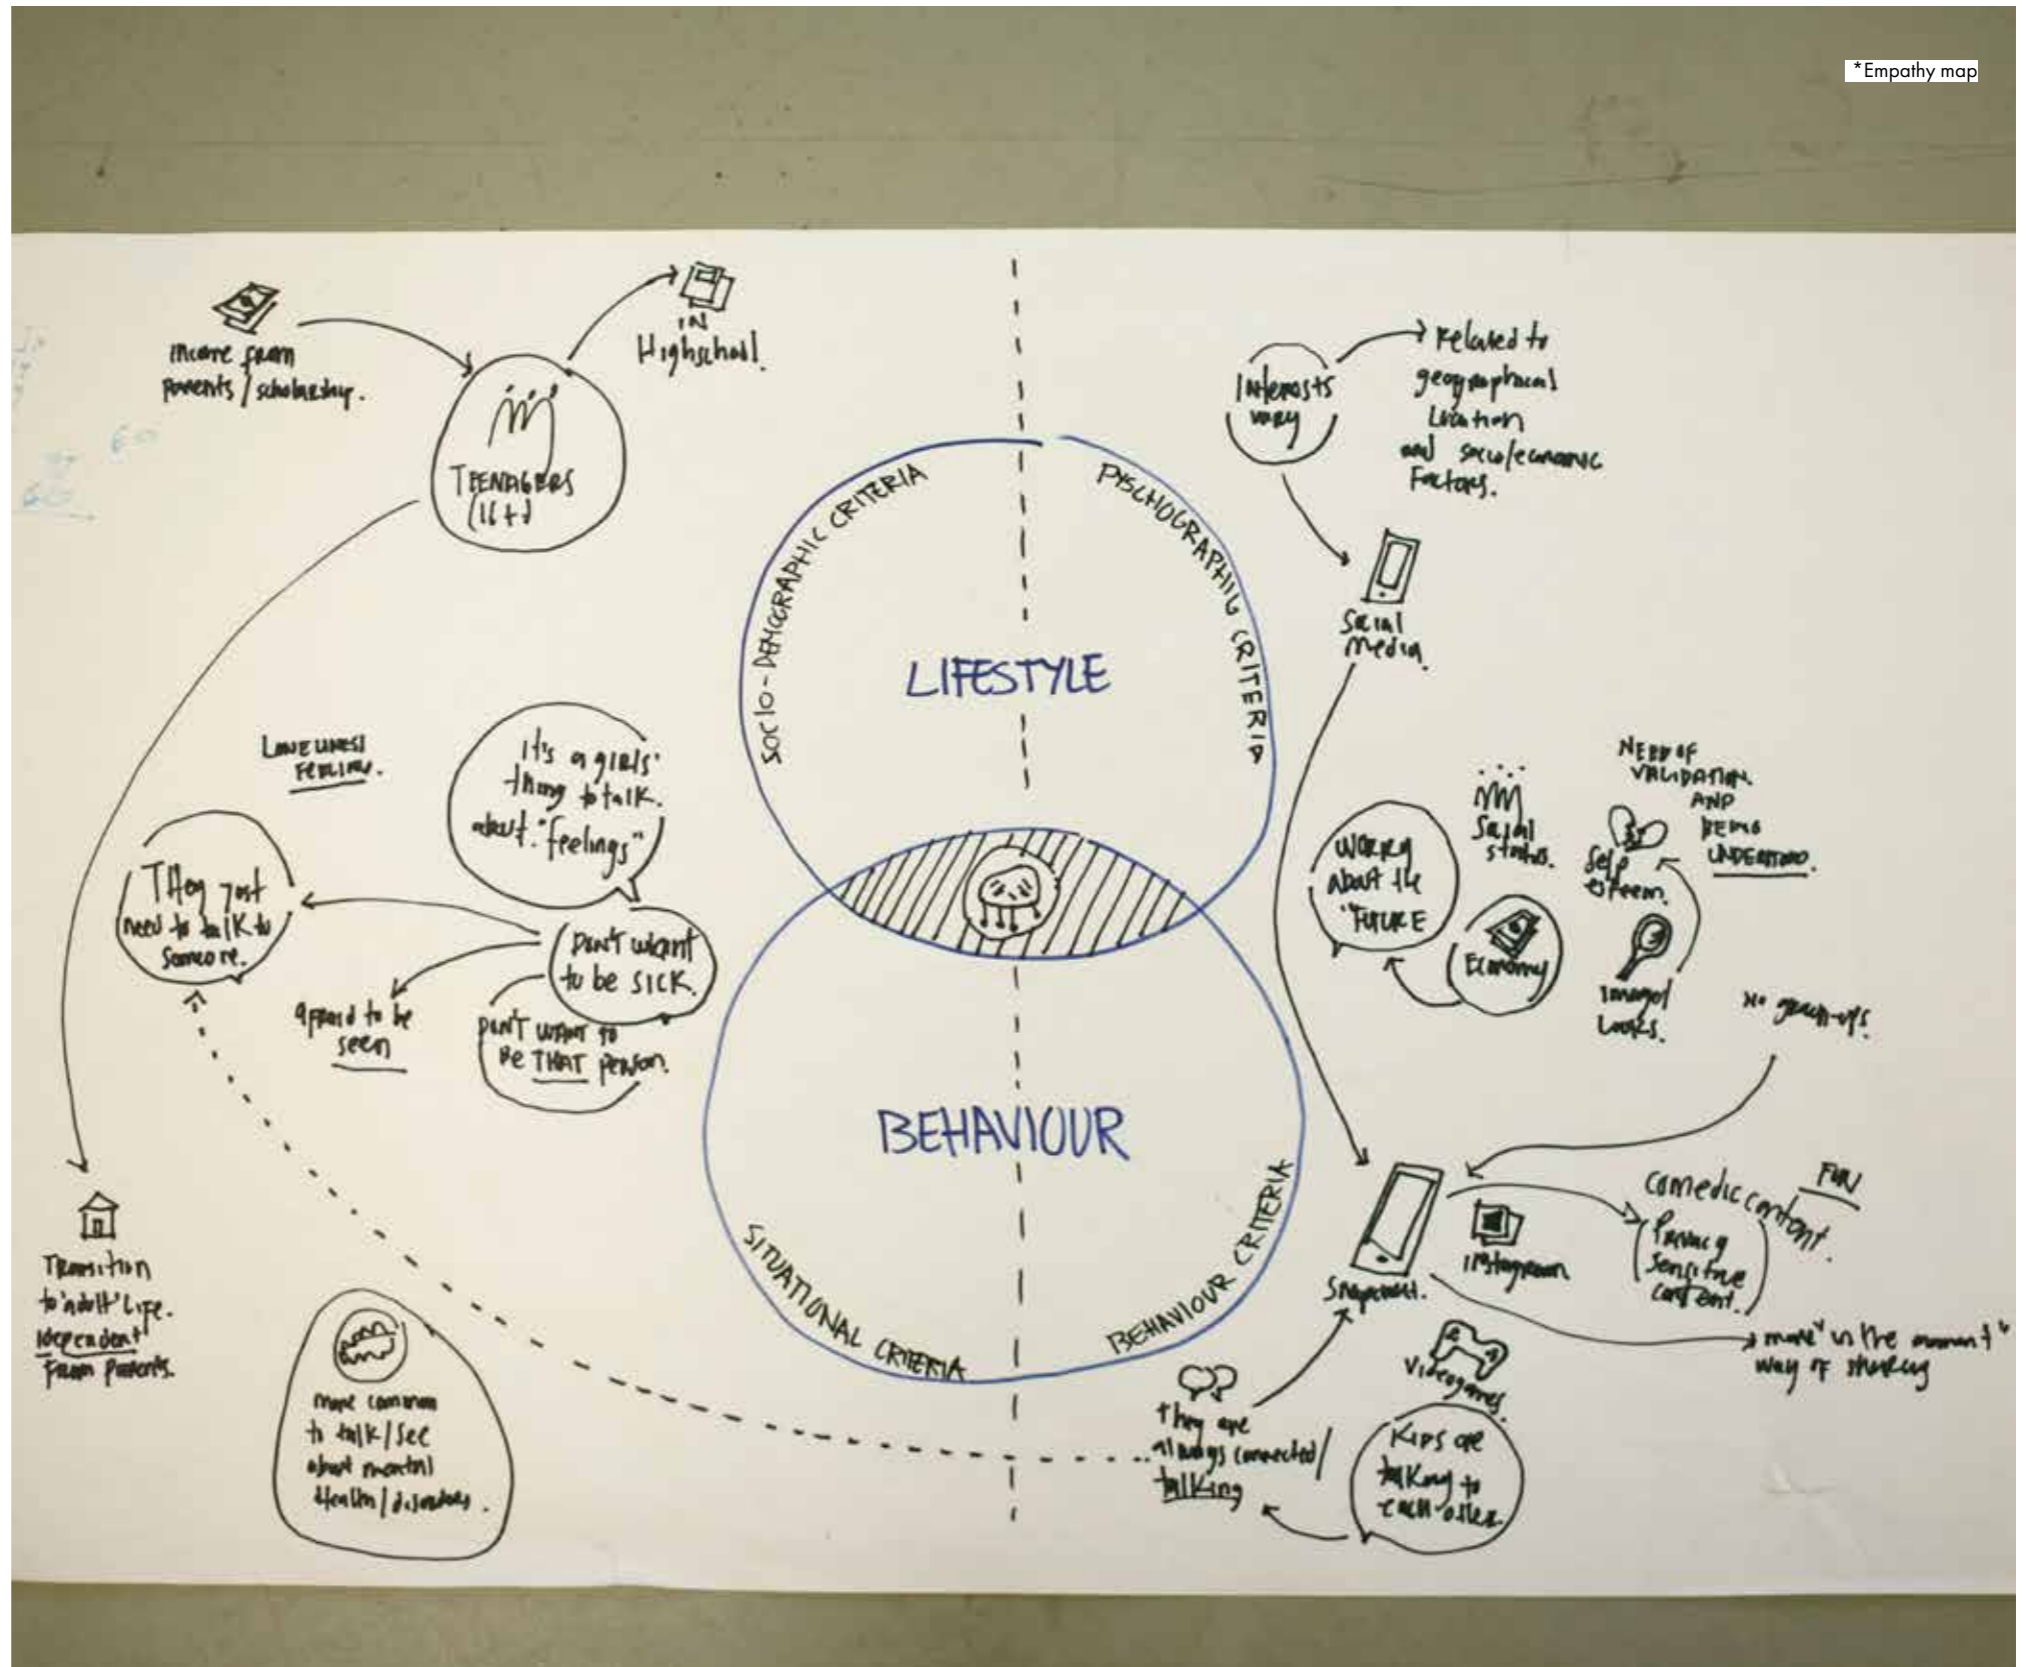 *Empathy map
Income from
parents / scholarship.
IN
Highschool.
TEENAGERS
(16+)
Interests
vary
Related to
geographical
Location
and socio/economic
Factors.
Social
media.
SOCIO-DEMOGRAPHIC CRITERIA
PYSCHOGRAPHIC CRITERIA
LIFESTYLE
LONELINESS
FEELING.
It's a girls'
thing to talk.
about "feelings"
They just
need to talk to
someone.
DON'T want
to be SICK.
afraid to be
seen
DON'T WANT TO
Be THAT person.
WORRY
about the
"FUTURE
Social
status.
Economy
NEED OF
VALIDATION
AND
BEING
UNDERSTOOD.
Self
esteem.
Image/
Looks.
No grown-ups.
BEHAVIOUR
SITUATIONAL CRITERIA
BEHAVIOUR CRITERIA
Transition
to 'adult' Life.
Idependent
From Parents.
more common
to talk/see
about mental
Health/disorders.
Snapchat.
Instagram
FUN
comedic content.
Privacy
sensitive
content.
more "in the moment"
way of sharing
Videogames.
They are
always connected/
talking
Kids are
talking to
each-other.